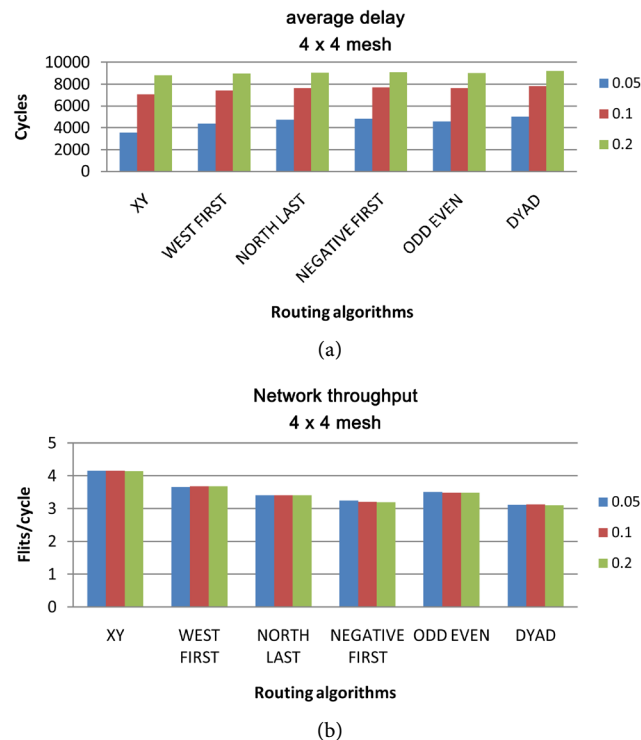 average delay
4 x 4 mesh
10000
8000
6000
4000
2000
0
Cycles
0.05
0.1
0.2
XY
WEST FIRST
NORTH LAST
NEGATIVE FIRST
ODD EVEN
DYAD
Routing algorithms
(a)
Network throughput
4 x 4 mesh
5
4
3
2
1
0
Flits/cycle
0.05
0.1
0.2
XY
WEST
FIRST
NORTH
LAST
NEGATIVE
FIRST
ODD EVEN
DYAD
Routing algorithms
(b)